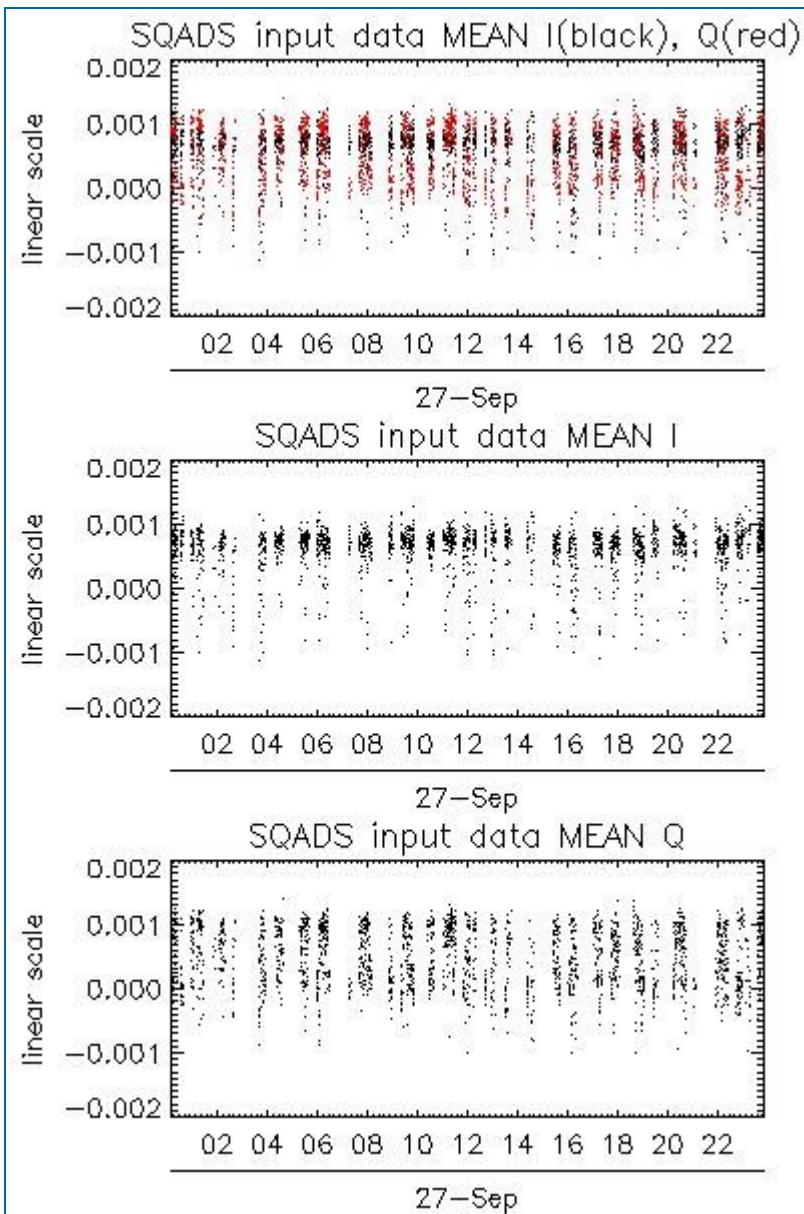 SQADS input data MEAN I(black), Q(red)
0.002
0.001
0.000
−0.001
−0.002
linear scale
02 04 06 08 10 12 14 16 18 20 22
27−Sep
SQADS input data MEAN I
0.002
0.001
0.000
−0.001
−0.002
linear scale
02 04 06 08 10 12 14 16 18 20 22
27−Sep
SQADS input data MEAN Q
0.002
0.001
0.000
−0.001
−0.002
linear scale
02 04 06 08 10 12 14 16 18 20 22
27−Sep